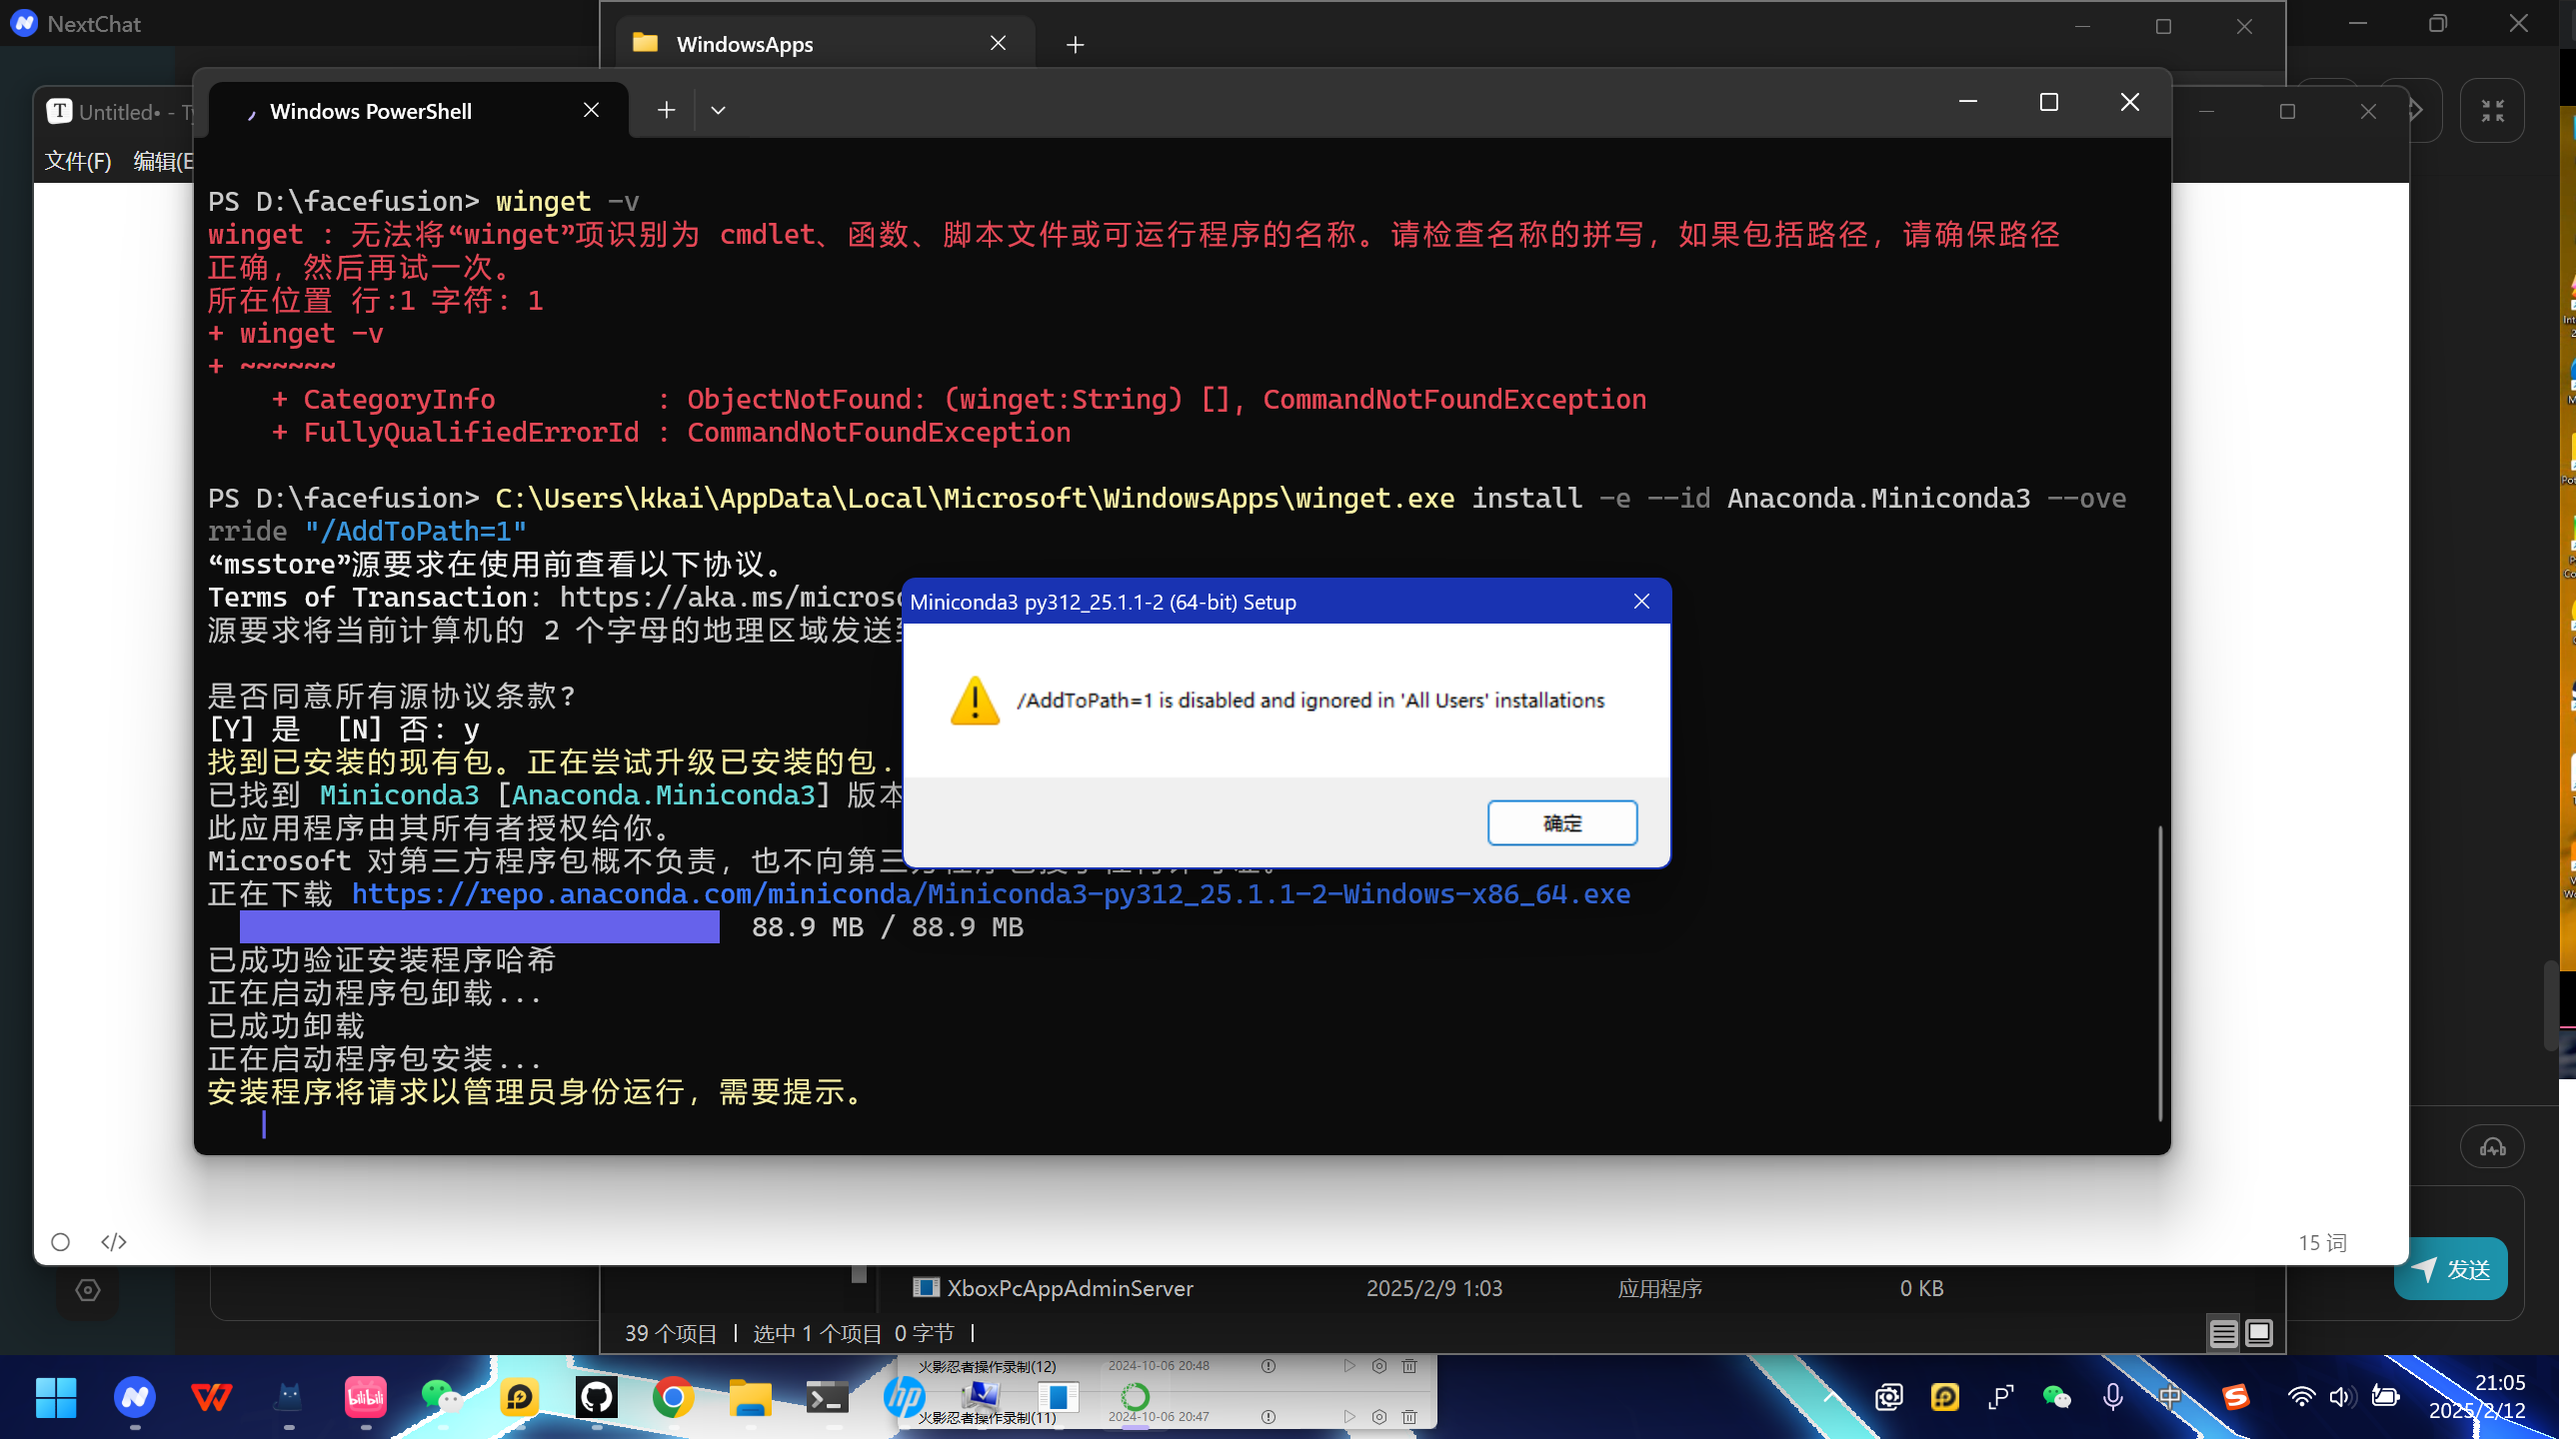 NextChat
WindowsApps
Untitled• - Ty
Windows PowerShell
文件(F) 编辑(E
PS D:\facefusion> winget -v
winget : 无法将“winget”项识别为 cmdlet、函数、脚本文件或可运行程序的名称。请检查名称的拼写，如果包括路径，请确保路径
正确，然后再试一次。
所在位置 行:1 字符: 1
+ winget -v
+ ~~~~~~
+ CategoryInfo : ObjectNotFound: (winget:String) [], CommandNotFoundException
+ FullyQualifiedErrorId : CommandNotFoundException
PS D:\facefusion> C:\Users\kkai\AppData\Local\Microsoft\WindowsApps\winget.exe install -e --id Anaconda.Miniconda3 --ove
rride "/AddToPath=1"
“msstore”源要求在使用前查看以下协议。
Terms of Transaction: https://aka.ms/micros
源要求将当前计算机的 2 个字母的地理区域发送
是否同意所有源协议条款?
[Y] 是 [N] 否: y
找到已安装的现有包。正在尝试升级已安装的包.
已找到 Miniconda3 [Anaconda.Miniconda3] 版本
此应用程序由其所有者授权给你。
Microsoft 对第三方程序包概不负责，也不向第三方程序包授予任何许可证。
正在下载 https://repo.anaconda.com/miniconda/Miniconda3-py312_25.1.1-2-Windows-x86_64.exe
88.9 MB / 88.9 MB
已成功验证安装程序哈希
正在启动程序包卸载...
已成功卸载
正在启动程序包安装...
安装程序将请求以管理员身份运行，需要提示。
Miniconda3 py312_25.1.1-2 (64-bit) Setup
/AddToPath=1 is disabled and ignored in 'All Users' installations
确定
15 词
发送
XboxPcAppAdminServer 2025/2/9 1:03 应用程序 0 KB
39 个项目 选中 1 个项目 0 字节
火影忍者操作录制(12) 2024-10-06 20:48
火影忍者操作录制(11) 2024-10-06 20:47
bilibili
hp
中
21:05
2025/2/12